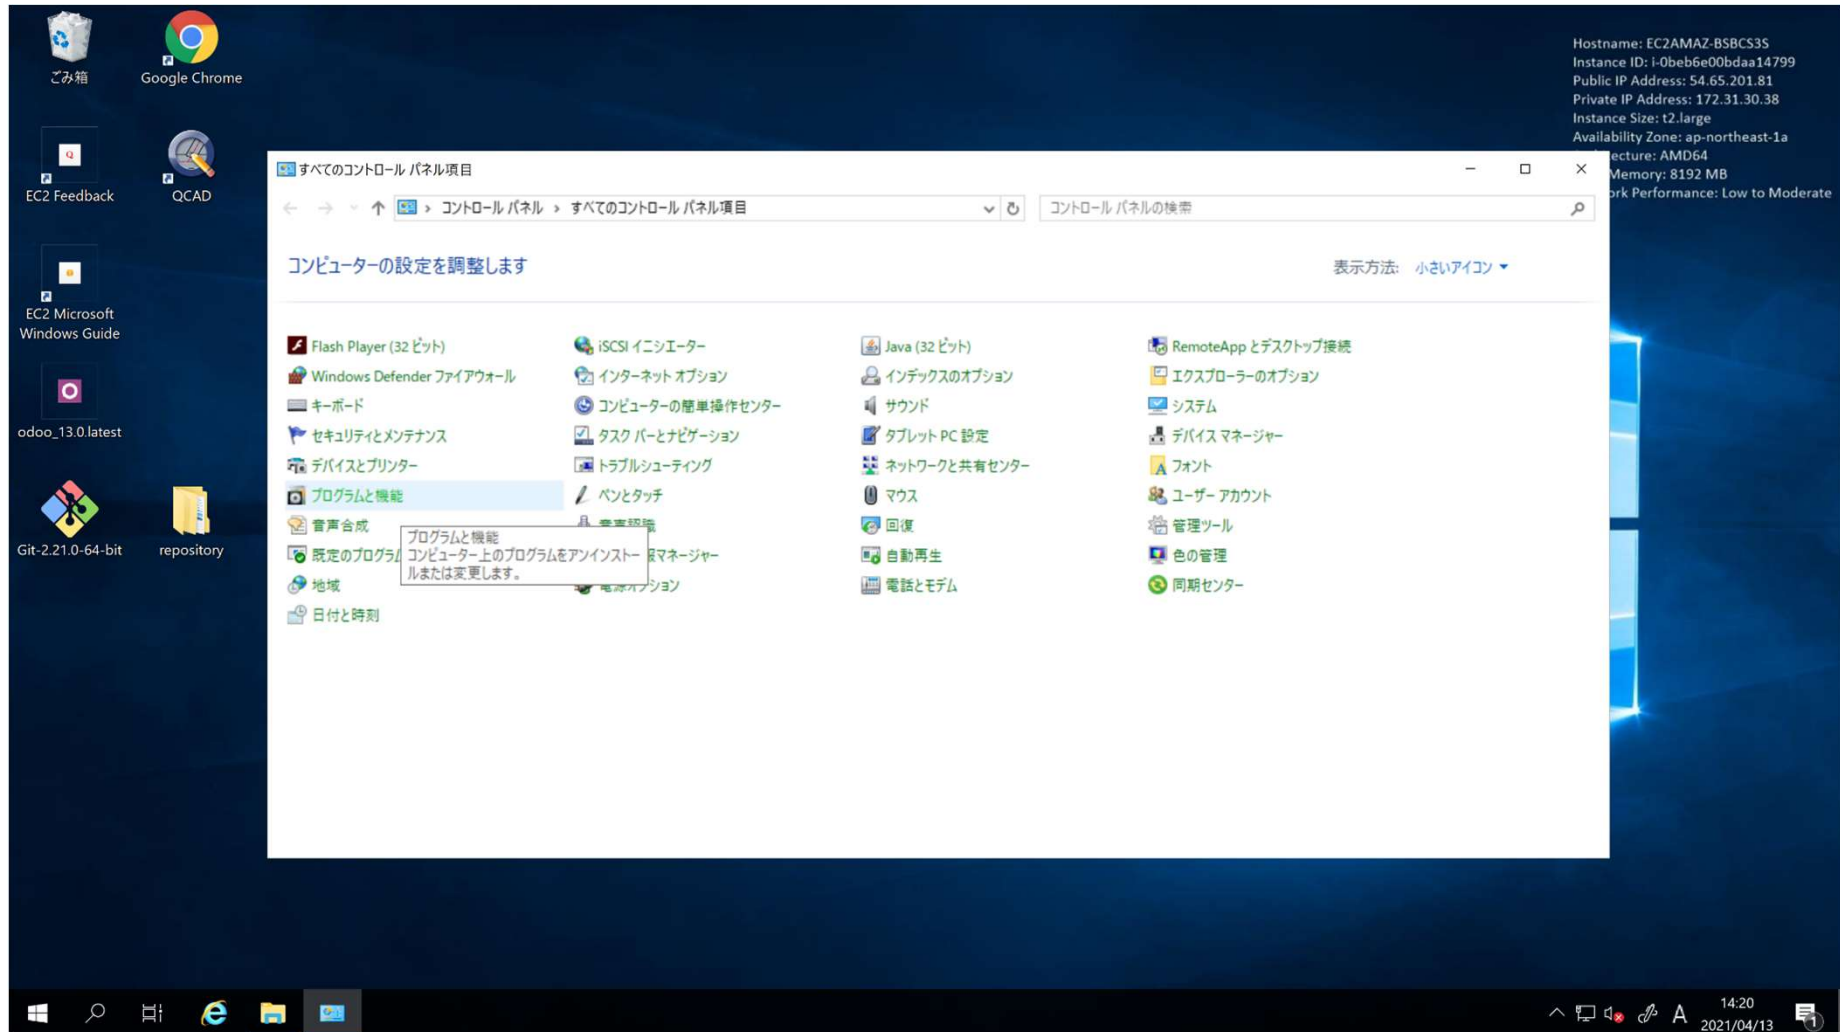 ごみ箱
Google Chrome
EC2 Feedback
QCAD
EC2 Microsoft
Windows Guide
odoo_13.0.latest
Git-2.21.0-64-bit
repository
Hostname: EC2AMAZ-BSBCS3S
Instance ID: i-0beb6e00bdaa14799
Public IP Address: 54.65.201.81
Private IP Address: 172.31.30.38
Instance Size: t2.large
Availability Zone: ap-northeast-1a
ecture: AMD64
Memory: 8192 MB
ork Performance: Low to Moderate
すべてのコントロール パネル項目
コントロール パネル › すべてのコントロール パネル項目
コントロール パネルの検索
コンピューターの設定を調整します
表示方法: 小さいアイコン
Flash Player (32 ビット)
iSCSI イニシエーター
Java (32 ビット)
RemoteApp とデスクトップ接続
Windows Defender ファイアウォール
インターネット オプション
インデックスのオプション
エクスプローラーのオプション
キーボード
コンピューターの簡単操作センター
サウンド
システム
セキュリティとメンテナンス
タスク バーとナビゲーション
タブレット PC 設定
デバイス マネージャー
デバイスとプリンター
トラブルシューティング
ネットワークと共有センター
フォント
プログラムと機能
ペンとタッチ
マウス
ユーザー アカウント
音声合成
音声認識
回復
管理ツール
既定のプログラ
報マネージャー
自動再生
色の管理
地域
電源オプション
電話とモデム
同期センター
日付と時刻
プログラムと機能
コンピューター上のプログラムをアンインストー
ルまたは変更します。
A
14:20
2021/04/13
1